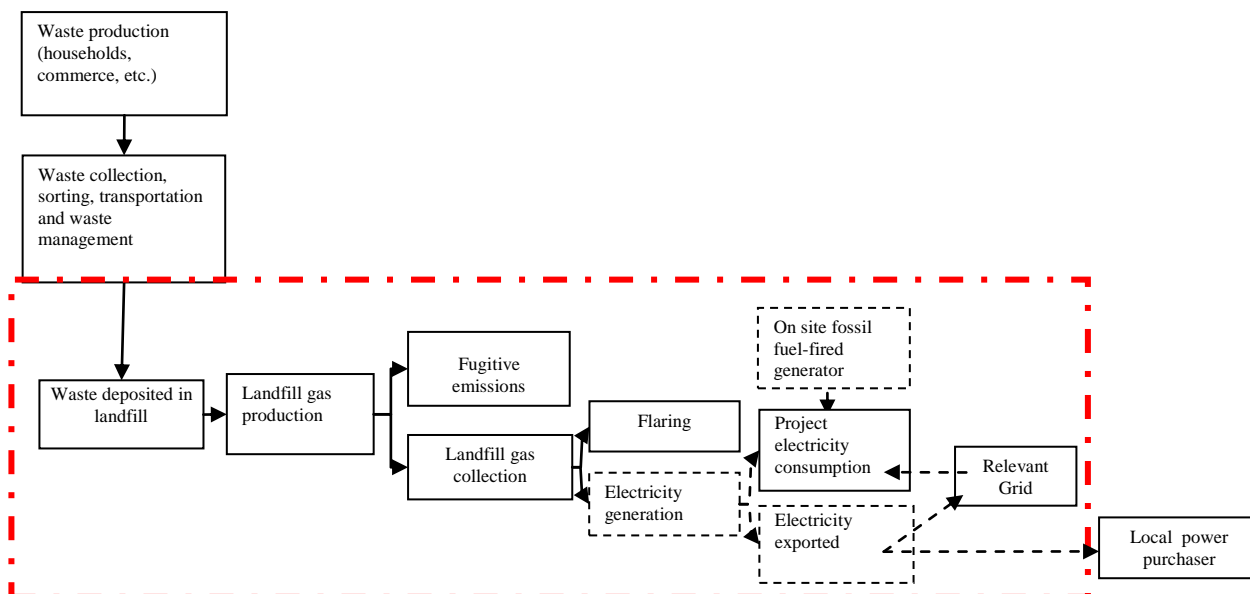 Waste production
(households,
commerce, etc.)
Waste collection,
sorting, transportation
and waste
management
On site fossil
fuel-fired
generator
Fugitive
emissions
Waste deposited in
landfill
Landfill gas
production
Flaring
Project
electricity
consumption
Landfill gas
collection
Relevant
Grid
Electricity
generation
Electricity
exported
Local power
purchaser